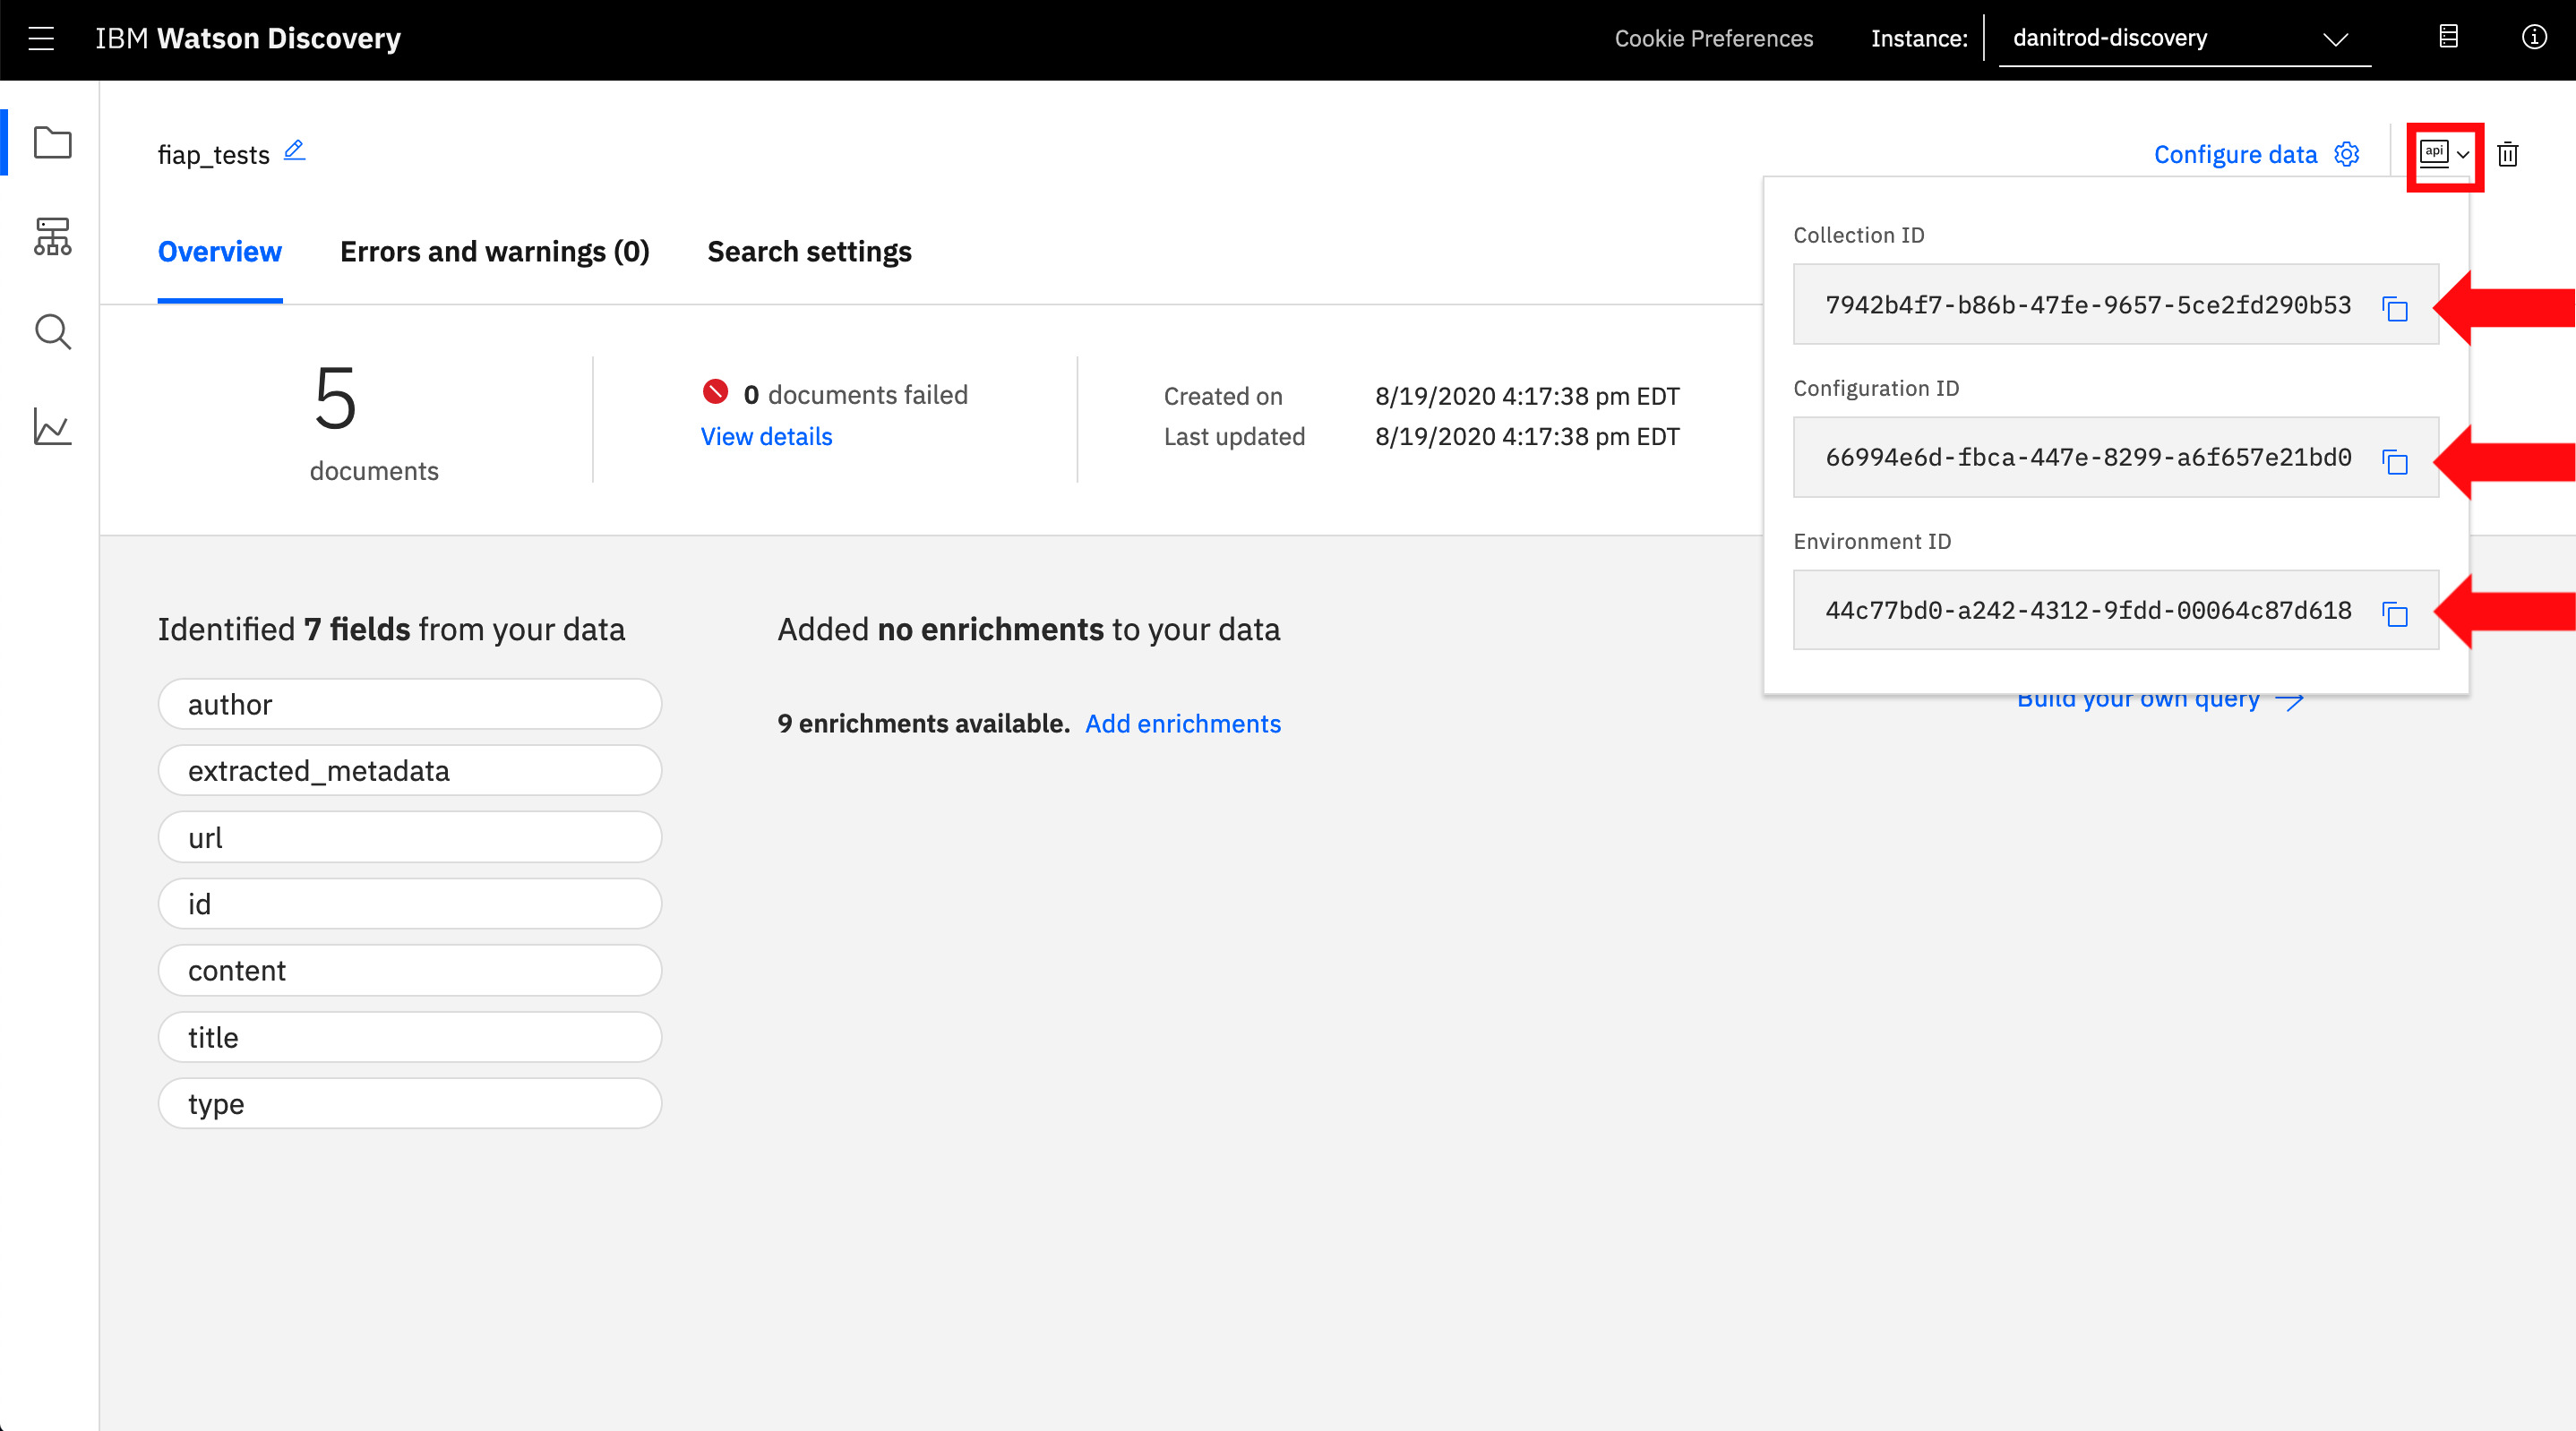 IBM Watson Discovery
Cookie Preferences
Instance:
danitrod-discovery
fiap_tests
Configure data
api
Overview
Errors and warnings (0)
Search settings
5
documents
0 documents failed
View details
Created on 8/19/2020 4:17:38 pm EDT
Last updated 8/19/2020 4:17:38 pm EDT
Collection ID
7942b4f7-b86b-47fe-9657-5ce2fd290b53
Configuration ID
66994e6d-fbca-447e-8299-a6f657e21bd0
Environment ID
44c77bd0-a242-4312-9fdd-00064c87d618
Build your own query
Identified 7 fields from your data
author
extracted_metadata
url
id
content
title
type
Added no enrichments to your data
9 enrichments available. Add enrichments